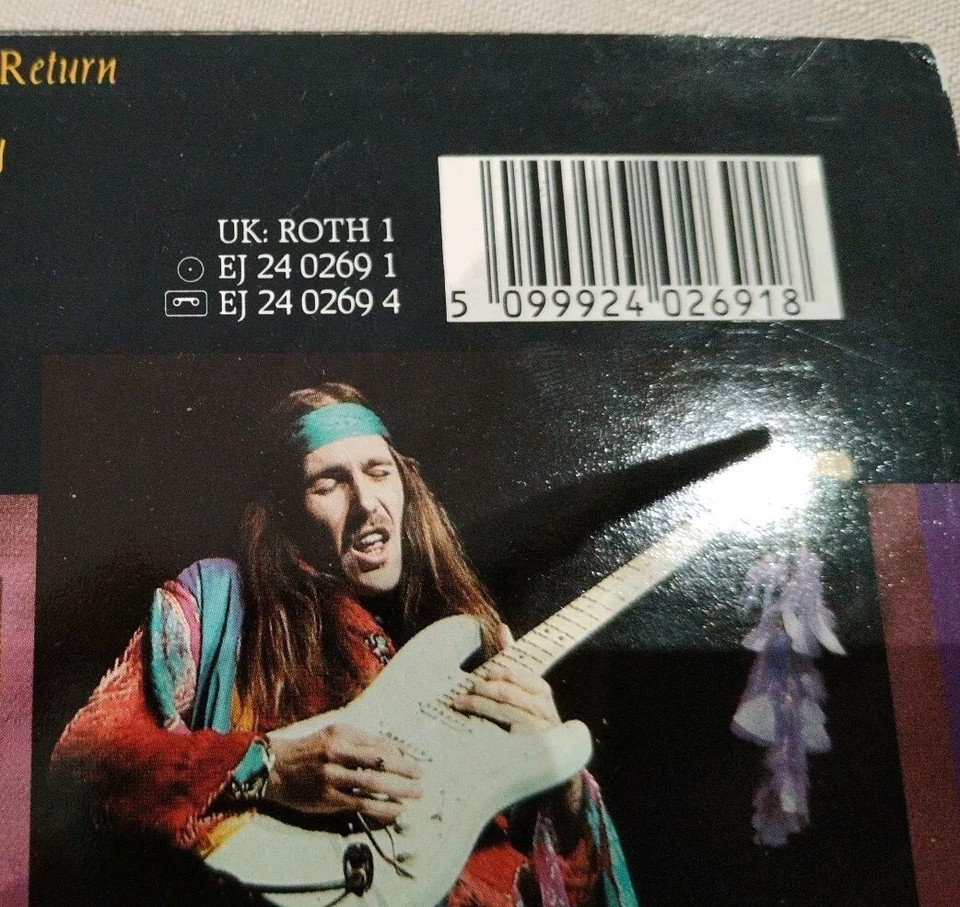 Return
UK: ROTH 1
EJ 24 0269 1
EJ 24 0269 4
5 099924 026918